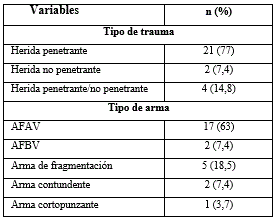 Variables n (%)
Tipo de trauma
Herida penetrante 21 (77)
Herida no penetrante 2 (7,4)
Herida penetrante/no penetrante 4 (14,8)
Tipo de arma
AFAV 17 (63)
AFBV 2 (7,4)
Arma de fragmentación 5 (18,5)
Arma contundente 2 (7,4)
Arma cortopunzante 1 (3,7)